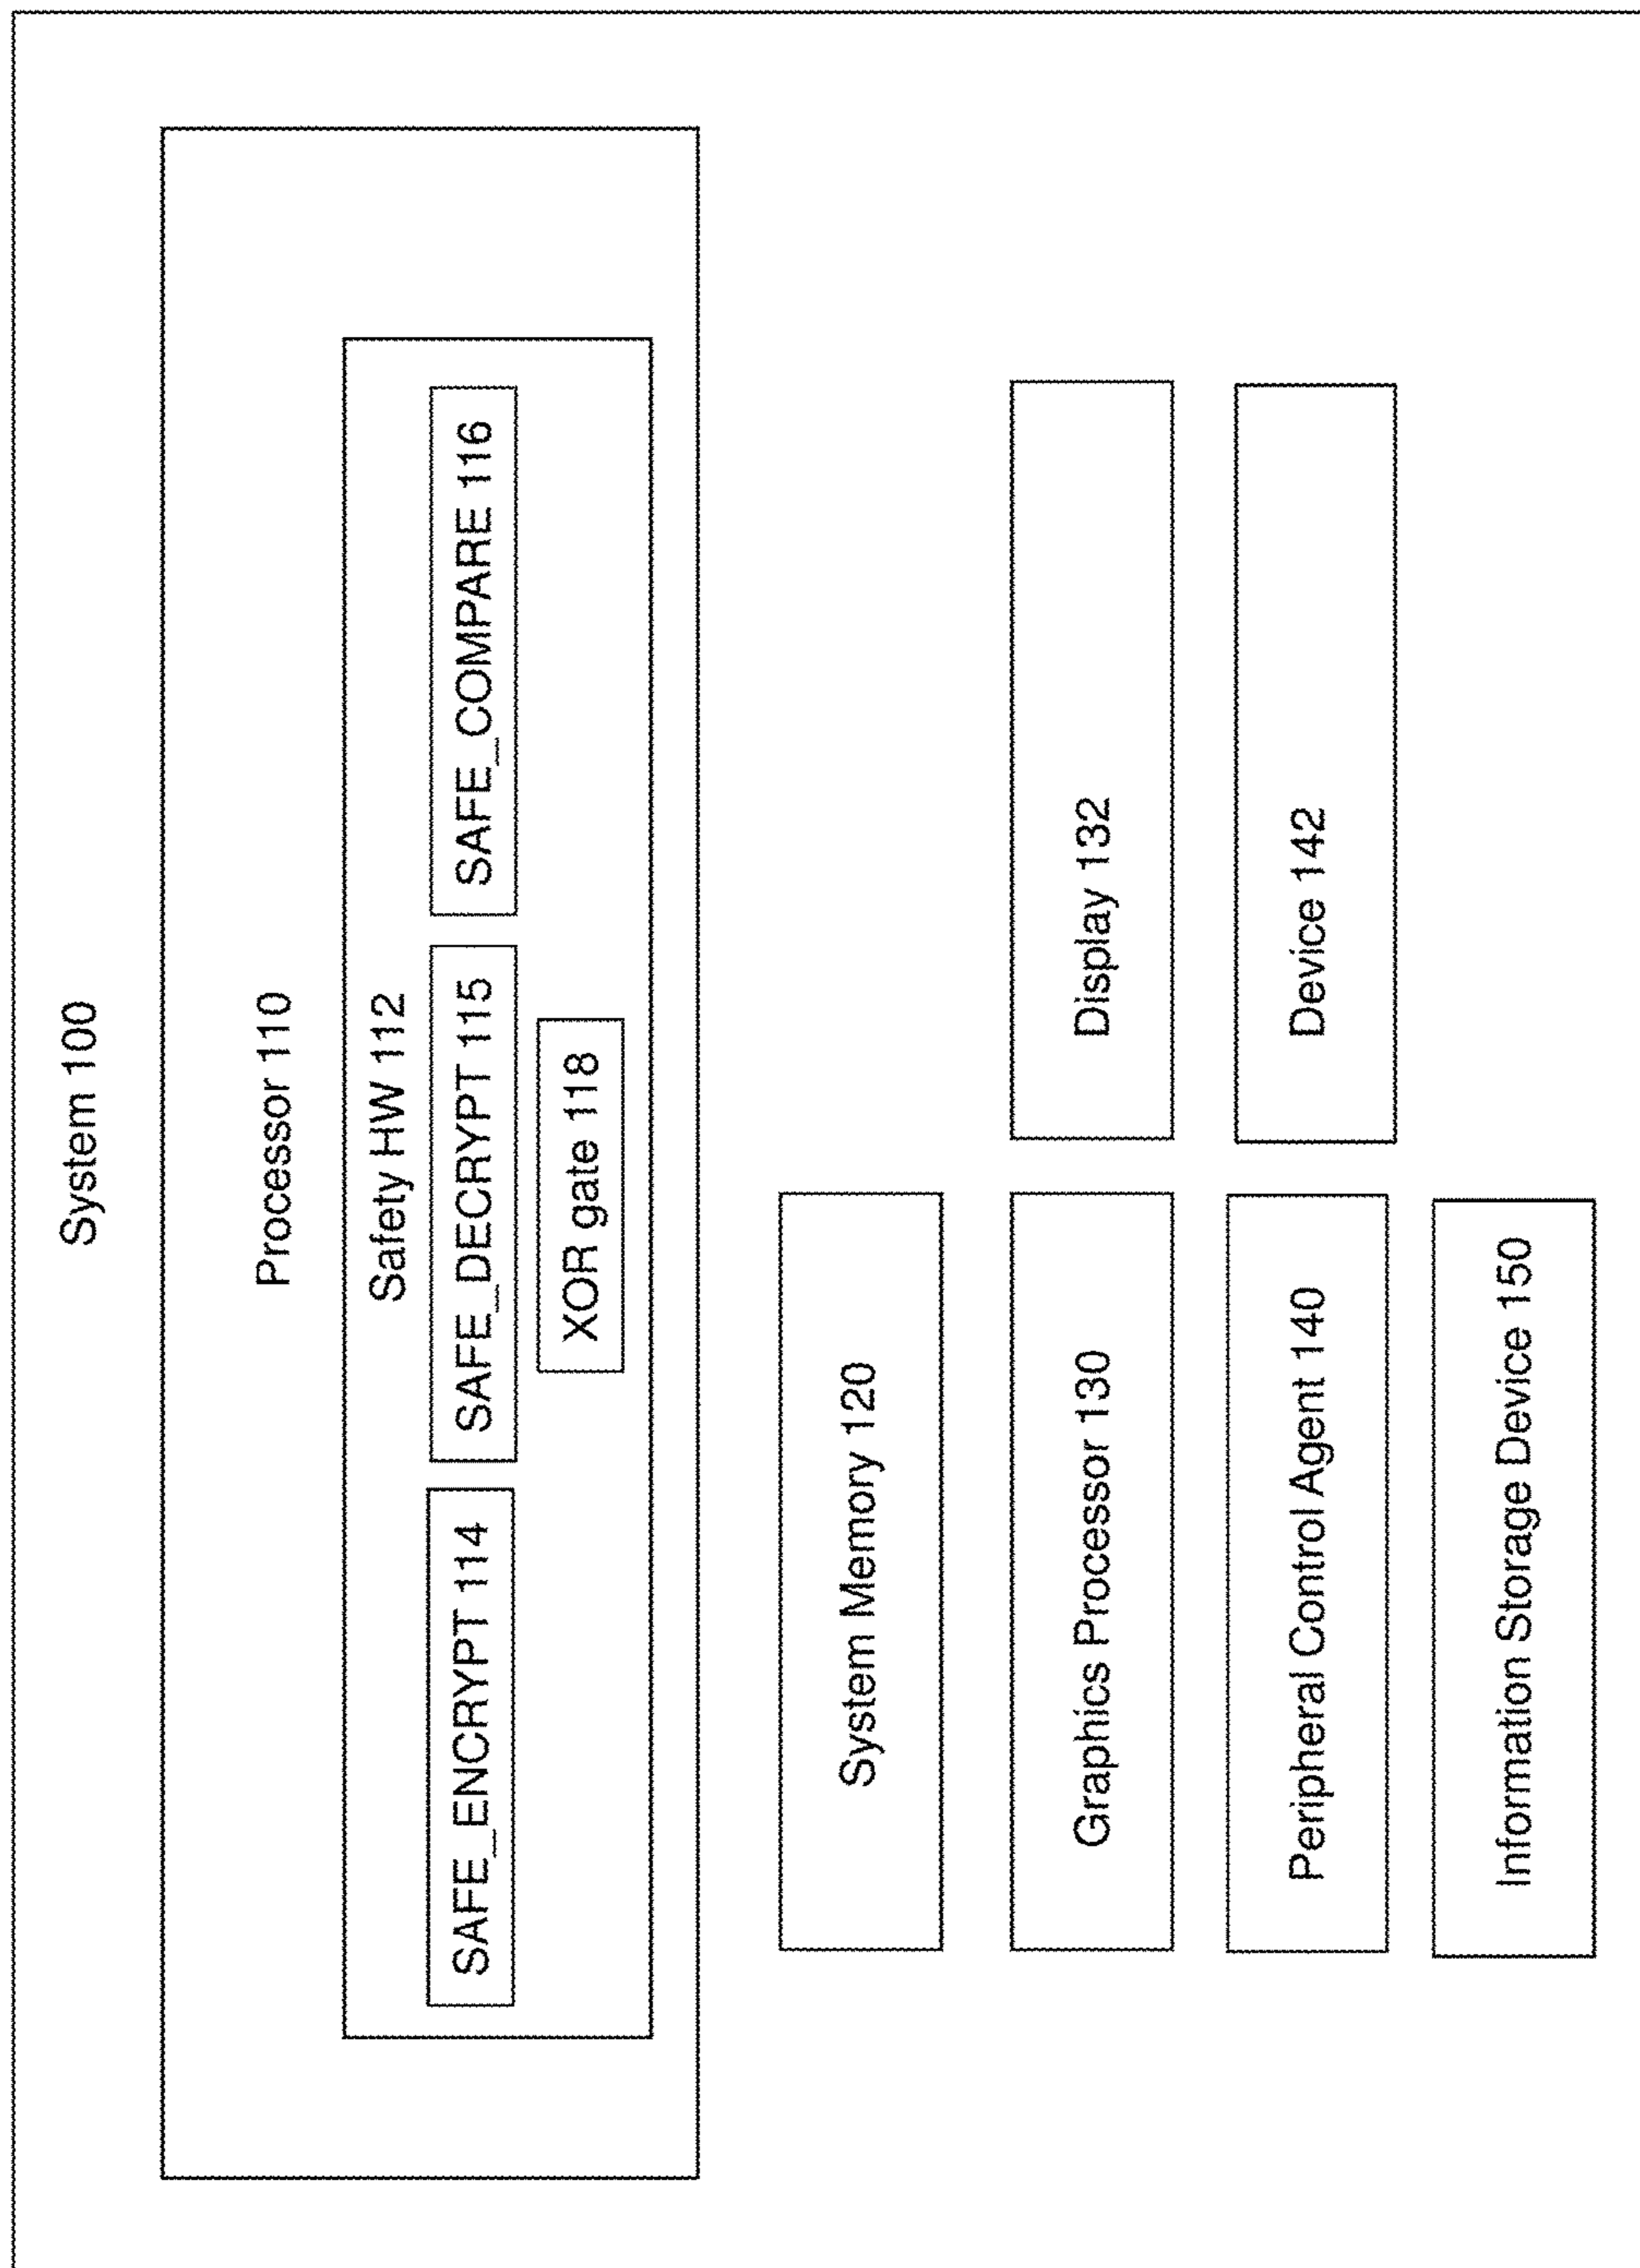 System 100
Processor 110
Safety HW 112
SAFE_ENCRYPT 114
SAFE_DECRYPT 115
SAFE_COMPARE 116
XOR gate 118
System Memory 120
Graphics Processor 130
Display 132
Peripheral Control Agent 140
Device 142
Information Storage Device 150